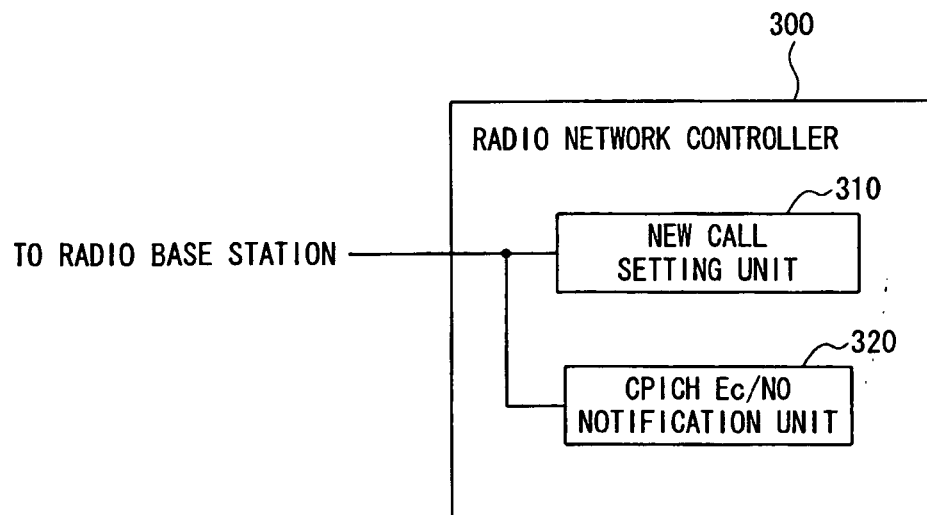 300
RADIO NETWORK CONTROLLER
310
NEW CALL
SETTING UNIT
TO RADIO BASE STATION
320
CPICH Ec/NO
NOTIFICATION UNIT